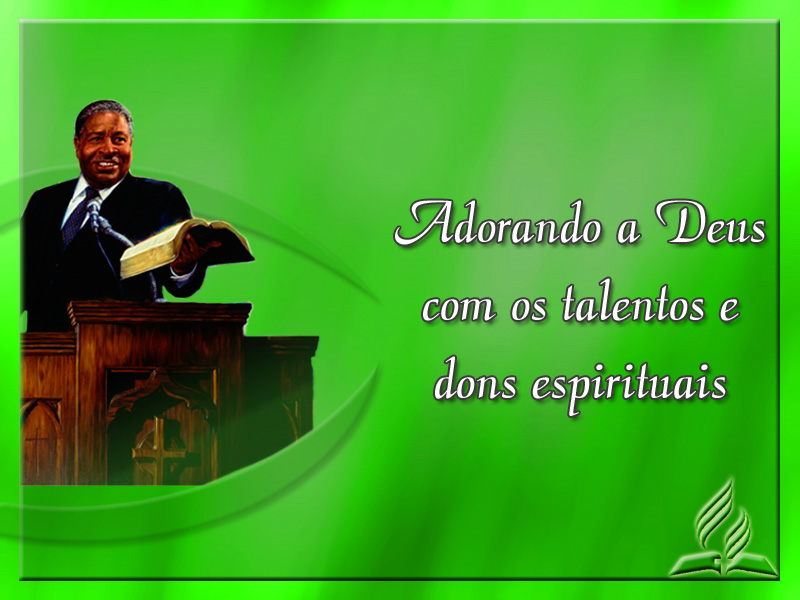 Adorando a Deus
com os talentos e
dons espirituais